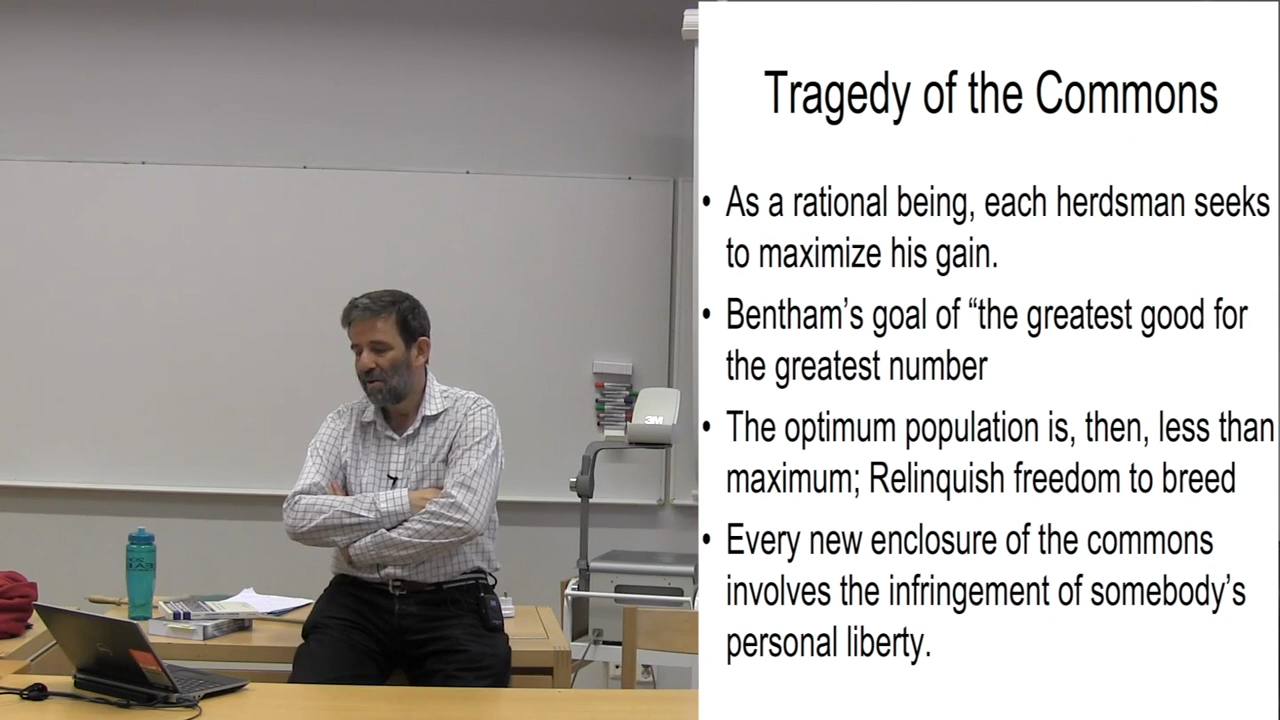 Tragedy of the Commons
• As a rational being, each herdsman seeks
to maximize his gain.
• Bentham’s goal of “the greatest good for
the greatest number
• The optimum population is, then, less than
maximum; Relinquish freedom to breed
• Every new enclosure of the commons
involves the infringement of somebody’s
personal liberty.
3M